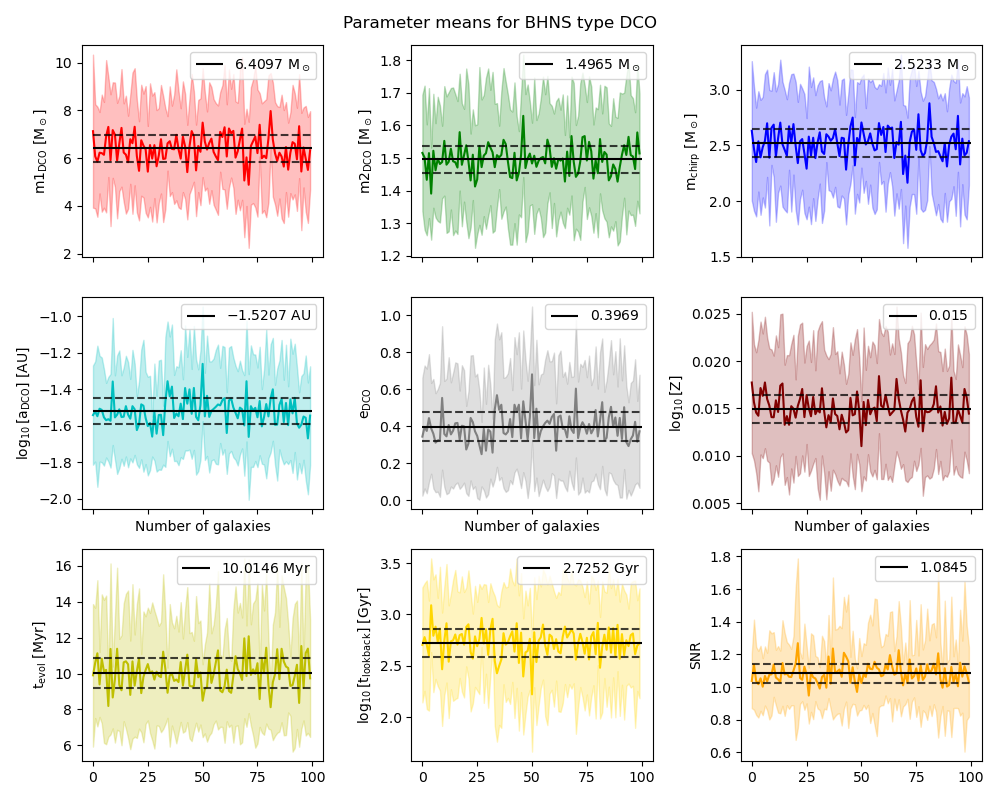 Parameter means for BHNS type DCO
m1DCO [M⊙]
10
8
6
4
2
6.4097 M⊙
m2DCO [M⊙]
1.8
1.7
1.6
1.5
1.4
1.3
1.2
1.4965 M⊙
mchirp [M⊙]
3.0
2.5
2.0
1.5
2.5233 M⊙
log10 [aDCO] [AU]
−1.0
−1.2
−1.4
−1.6
−1.8
−2.0
−1.5207 AU
Number of galaxies
eDCO
1.0
0.8
0.6
0.4
0.2
0.0
0.3969
Number of galaxies
log10 [Z]
0.025
0.020
0.015
0.010
0.005
0.015
Number of galaxies
tevol [Myr]
16
14
12
10
8
6
10.0146 Myr
0 25 50 75 100
log10 [tlookback] [Gyr]
3.5
3.0
2.5
2.0
2.7252 Gyr
0 25 50 75 100
SNR
1.8
1.6
1.4
1.2
1.0
0.8
0.6
1.0845
0 25 50 75 100